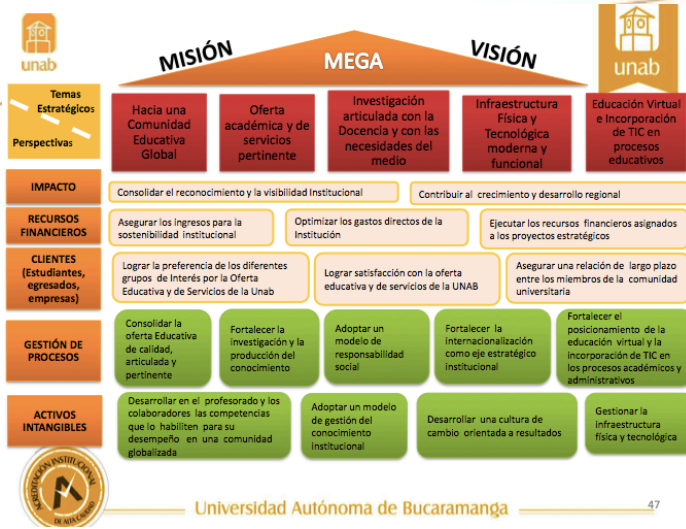 unab
MISIÓN
MEGA
VISIÓN
unab
Temas
Estratégicos
Perspectivas
Hacia una
Comunidad
Educativa
Global
Oferta
académica y de
servicios
pertinente
Investigación
articulada con la
Docencia y con las
necesidades del
medio
Infraestructura
Física y
Tecnológica
moderna y
funcional
Educación Virtual
e Incorporación
de TIC en
procesos
educativos
IMPACTO
Consolidar el reconocimiento y la visibilidad Institucional
Contribuir al crecimiento y desarrollo regional
RECURSOS
FINANCIEROS
Asegurar los ingresos para la
sostenibilidad institucional
Optimizar los gastos directos de la
Institución
Ejecutar los recursos financieros asignados
a los proyectos estratégicos
CLIENTES
(Estudiantes,
egresados,
empresas)
Lograr la preferencia de los diferentes
grupos de Interés por la Oferta
Educativa y de Servicios de la Unab
Lograr satisfacción con la oferta
educativa y de servicios de la UNAB
Asegurar una relación de largo plazo
entre los miembros de la comunidad
universitaria
GESTIÓN DE
PROCESOS
Consolidar la
oferta Educativa
de calidad,
articulada y
pertinente
Fortalecer la
investigación y la
producción del
conocimiento
Adoptar un
modelo de
responsabilidad
social
Fortalecer la
internacionalización
como eje estratégico
institucional
Fortalecer el
posicionamiento de la
educación virtual y la
incorporación de TIC en
los procesos académicos y
administrativos
ACTIVOS
INTANGIBLES
Desarrollar en el profesorado y los
colaboradores las competencias
que lo habiliten para su
desempeño en una comunidad
globalizada
Adoptar un modelo
de gestión del
conocimiento
institucional
Desarrollar una cultura de
cambio orientada a resultados
Gestionar la
infraestructura
física y tecnológica
ACREDITACIÓN INSTITUCIONAL
DE ALTA CALIDAD
Universidad Autónoma de Bucaramanga
47